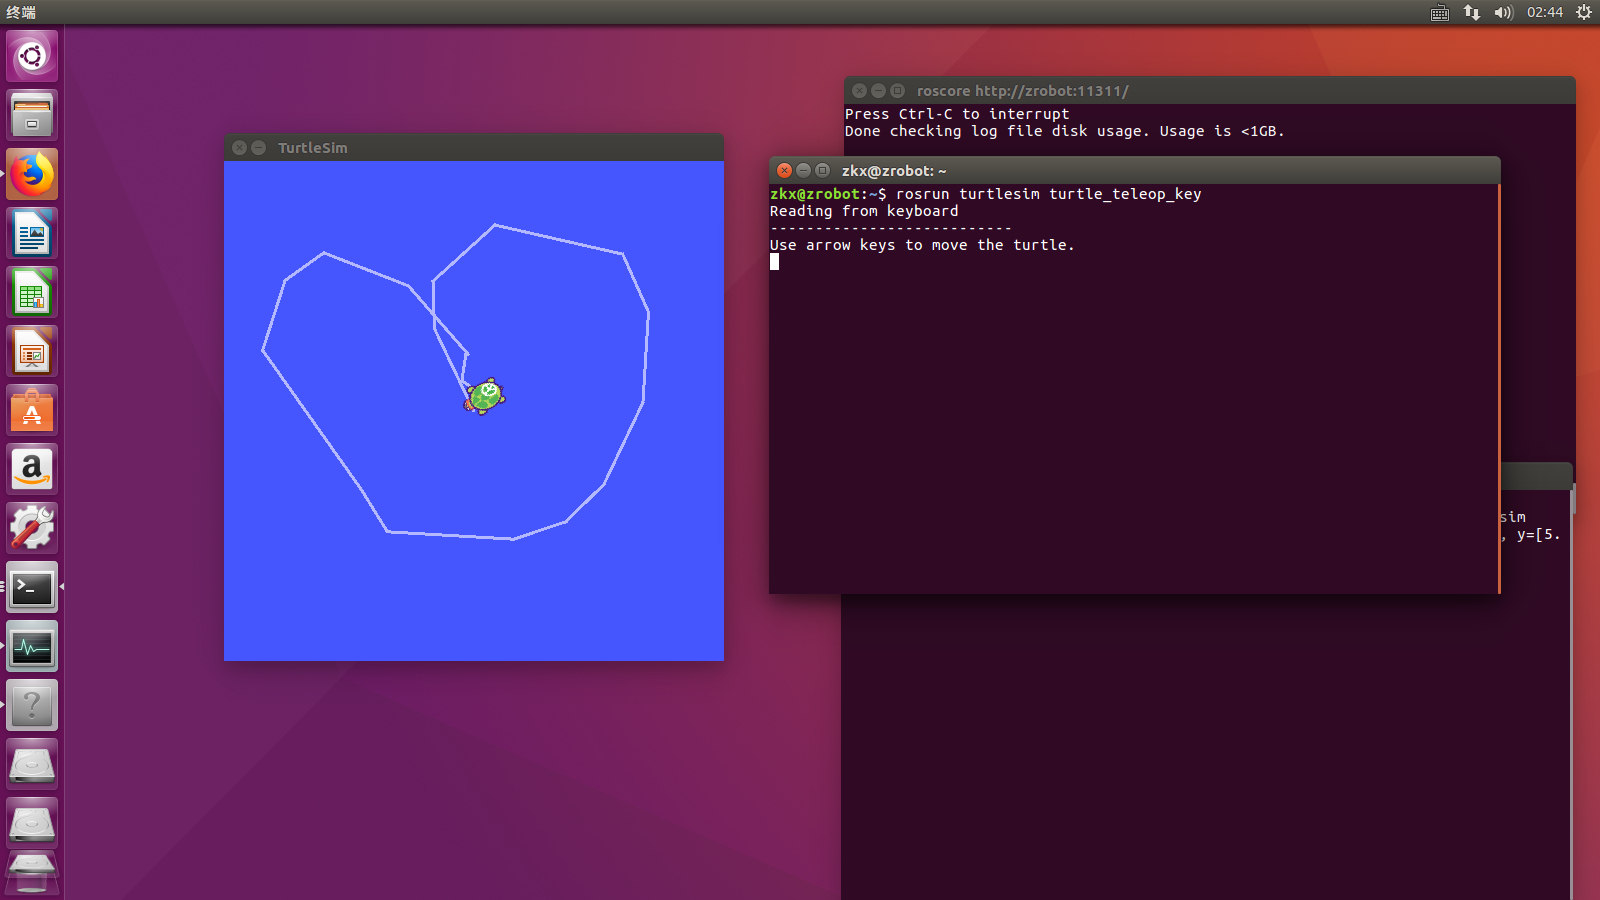 终端
02:44
roscore http://zrobot:11311/
Press Ctrl-C to interrupt
Done checking log file disk usage. Usage is <1GB.
TurtleSim
zkx@zrobot: ~
zkx@zrobot:~$ rosrun turtlesim turtle_teleop_key
Reading from keyboard
---------------------------
Use arrow keys to move the turtle.
sim
, y=[5.